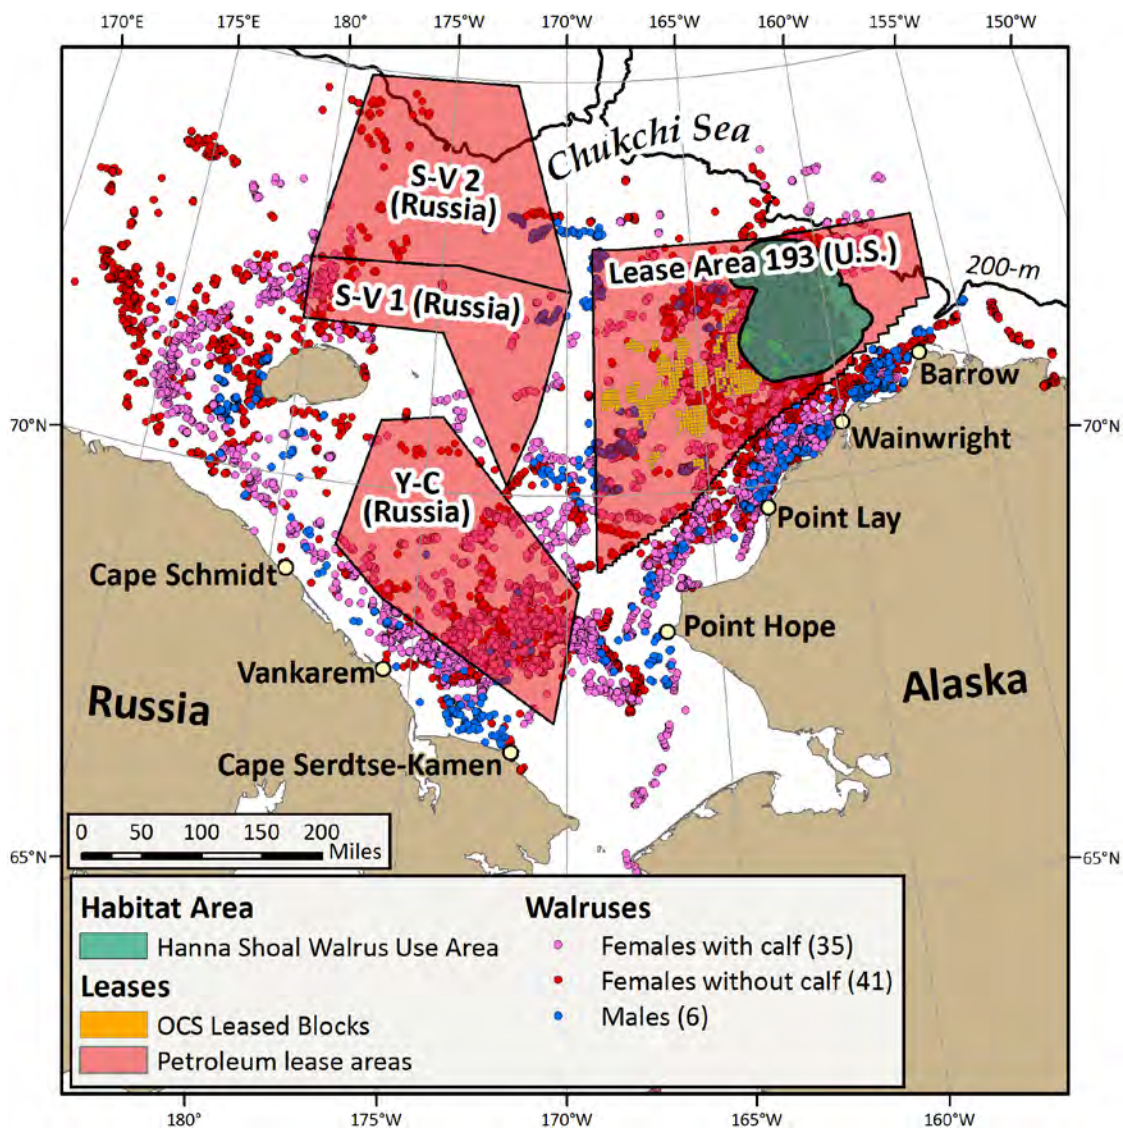 170°E 175°E 180° 175°W 170°W 165°W 160°W 155°W 150°W
Chukchi Sea
S-V 2
(Russia)
Lease Area 193 (U.S.)
200-m
S-V 1 (Russia)
Barrow
70°N
70°N
Wainwright
Y-C
(Russia)
Point Lay
Cape Schmidt
Point Hope
Vankarem
Alaska
Russia
Cape Serdtse-Kamen
0 50 100 150 200
Miles
65°N
65°N
Habitat Area
Hanna Shoal Walrus Use Area
Leases
OCS Leased Blocks
Petroleum lease areas
Walruses
Females with calf (35)
Females without calf (41)
Males (6)
180° 175°W 170°W 165°W 160°W